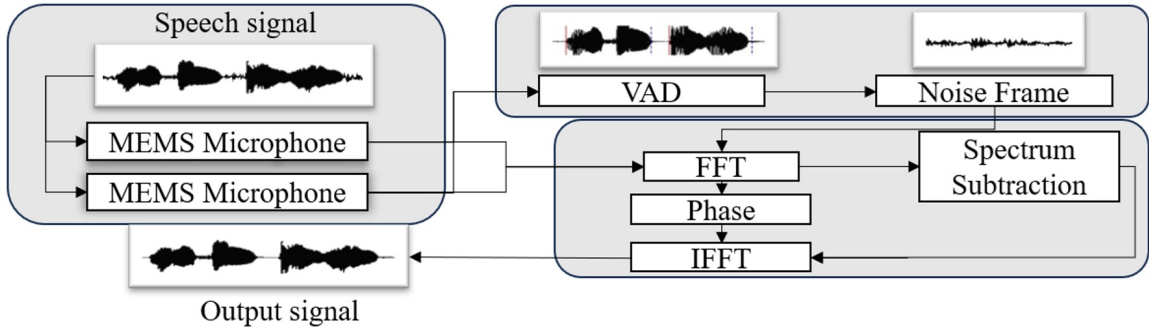 Speech signal
MEMS Microphone
MEMS Microphone
VAD
Noise Frame
FFT
Spectrum
Subtraction
Phase
IFFT
Output signal